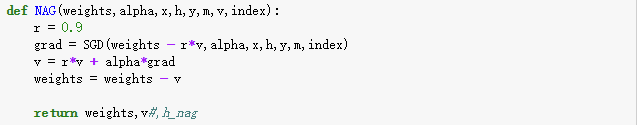 def NAG(weights,alpha,x,h,y,m,v,index):
    r = 0.9
    grad = SGD(weights - r*v,alpha,x,h,y,m,index)
    v = r*v + alpha*grad
    weights = weights - v
    return weights,v#,h_nag